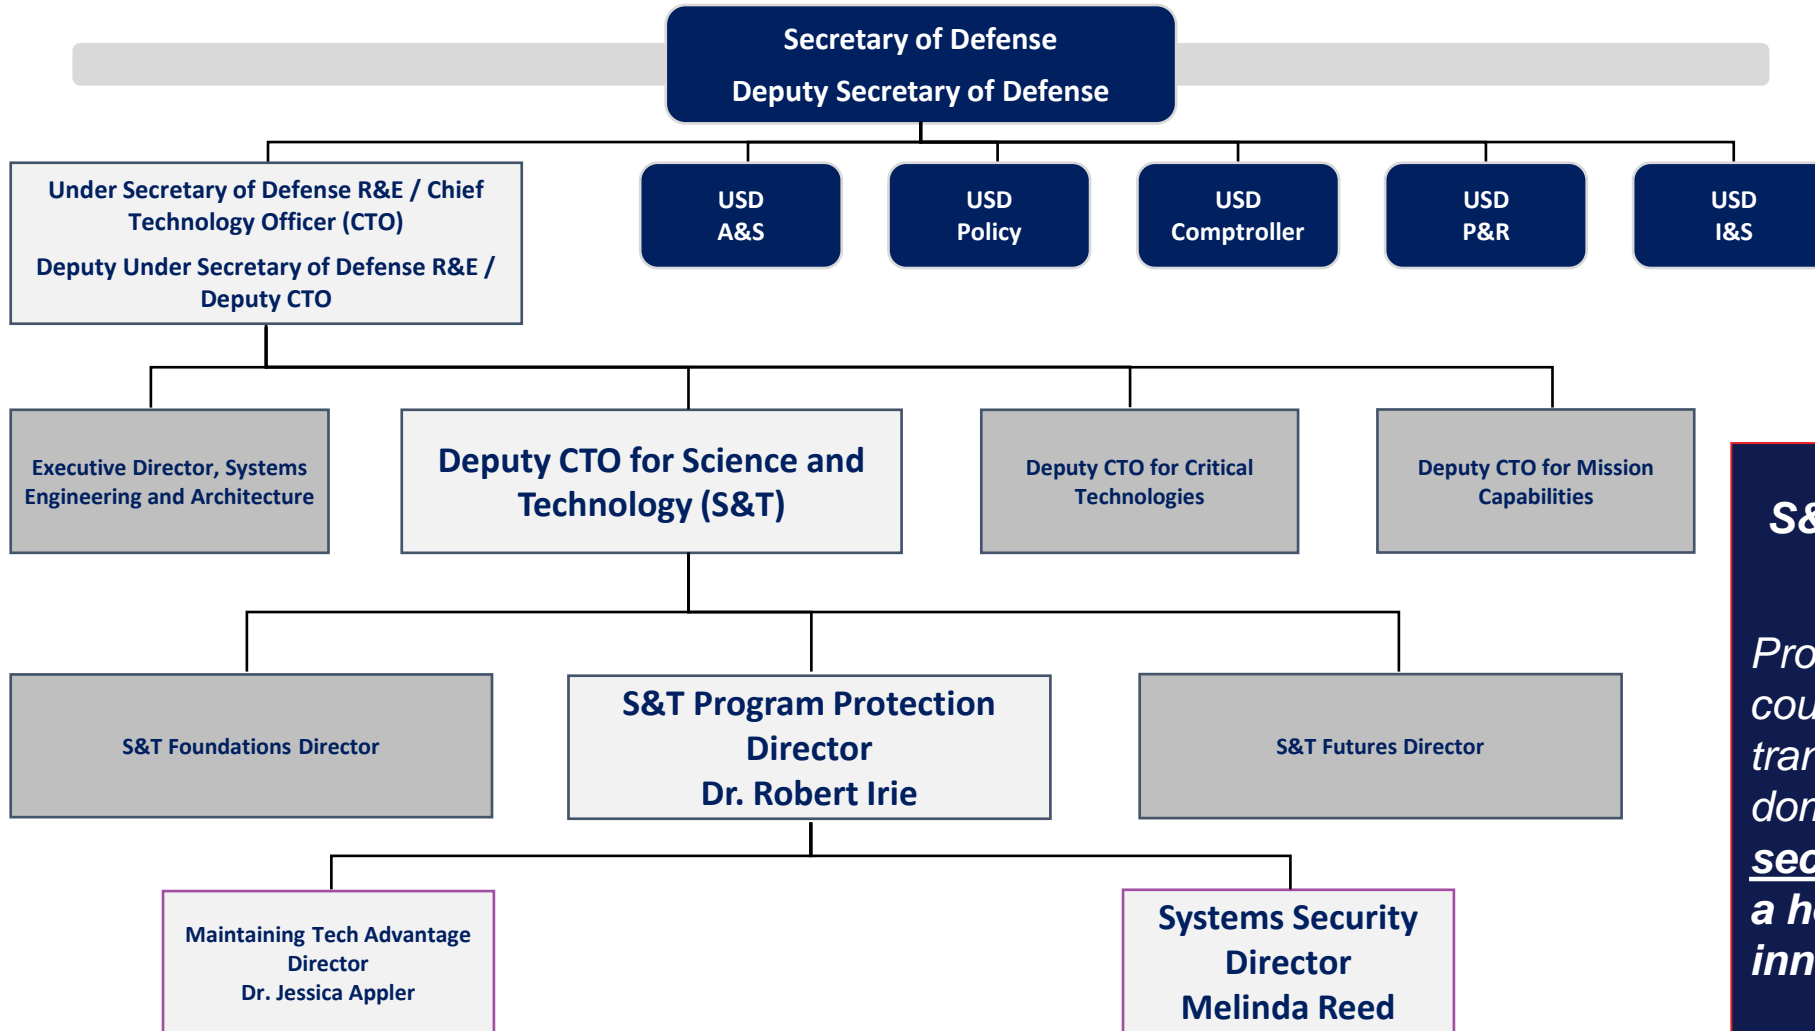 Secretary of Defense
Deputy Secretary of Defense
Under Secretary of Defense R&E / Chief
Technology Officer (CTO)
Deputy Under Secretary of Defense R&E /
Deputy CTO
USD
A&S
USD
Policy
USD
Comptroller
USD
P&R
USD
I&S
Executive Director, Systems
Engineering and Architecture
Deputy CTO for Science and
Technology (S&T)
Deputy CTO for Critical
Technologies
Deputy CTO for Mission
Capabilities
S&T Foundations Director
S&T Program Protection
Director
Dr. Robert Irie
S&T Futures Director
Maintaining Tech Advantage
Director
Dr. Jessica Appler
Systems Security
Director
Melinda Reed
a